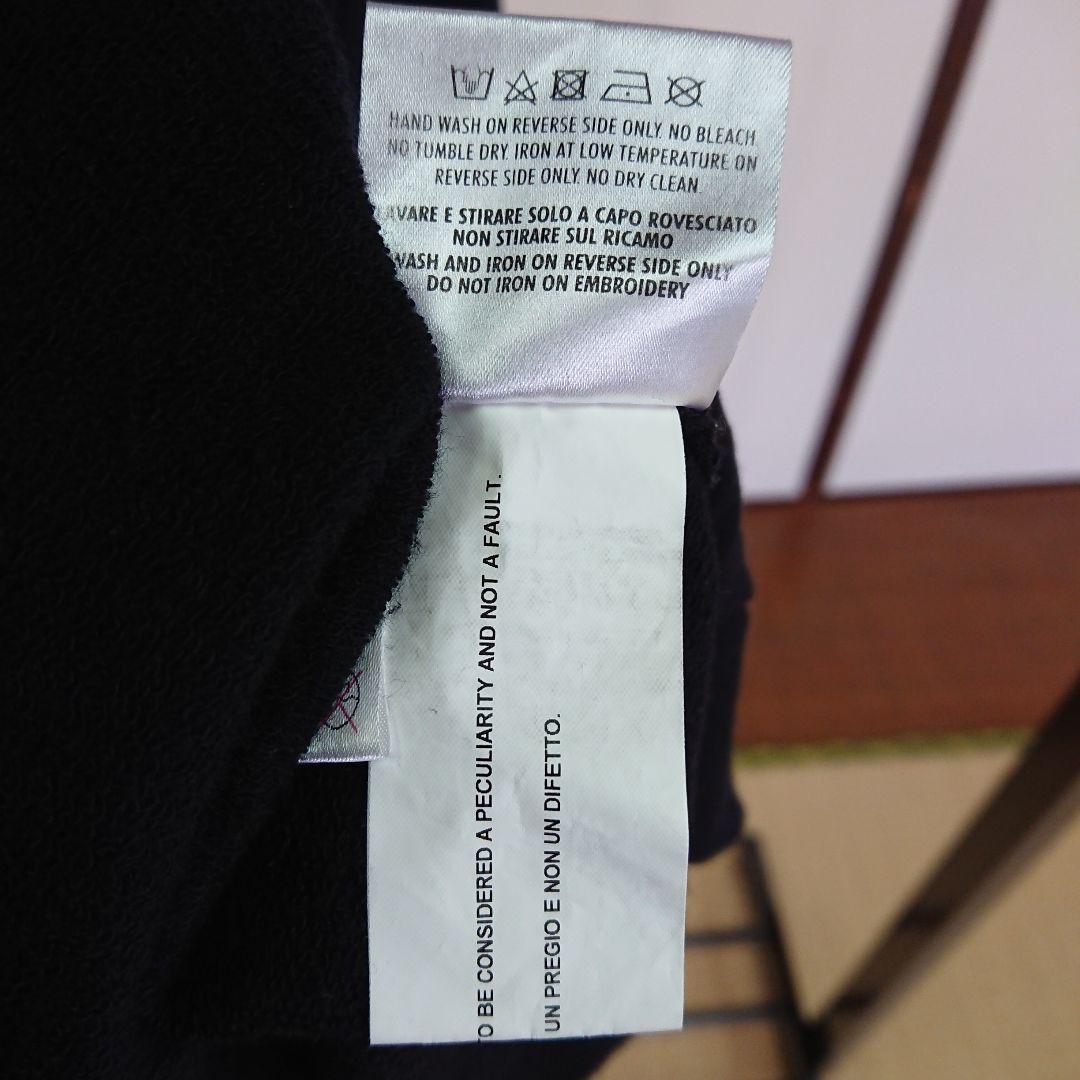 HAND WASH ON REVERSE SIDE ONLY. NO BLEACH.
NO TUMBLE DRY. IRON AT LOW TEMPERATURE ON
REVERSE SIDE ONLY. NO DRY CLEAN.
AVARE E STIRARE SOLO A CAPO ROVESCIATO
NON STIRARE SUL RICAMO
WASH AND IRON ON REVERSE SIDE ONLY
DO NOT IRON ON EMBROIDERY
TO BE CONSIDERED A PECULIARITY AND NOT A FAULT.
UN PREGIO E NON UN DIFETTO.